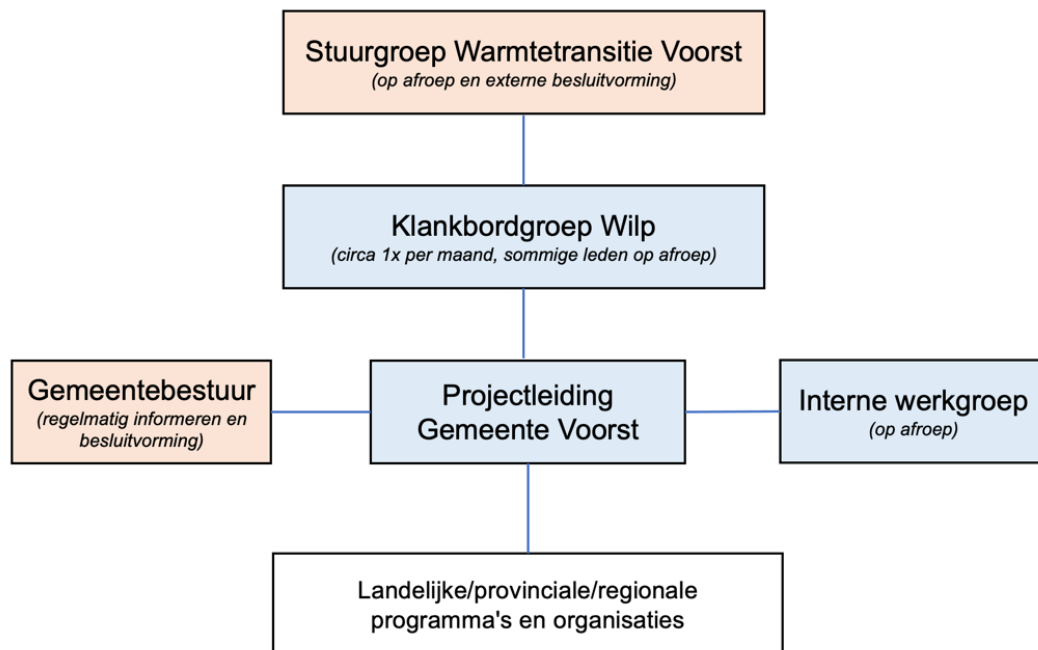 Stuurgroep Warmtetransitie Voorst
(op afroep en externe besluitvorming)
Klankbordgroep Wilp
(circa 1x per maand, sommige leden op afroep)
Gemeentebestuur
(regelmatig informeren en
besluitvorming)
Projectleiding
Gemeente Voorst
Interne werkgroep
(op afroep)
Landelijke/provinciale/regionale
programma's en organisaties